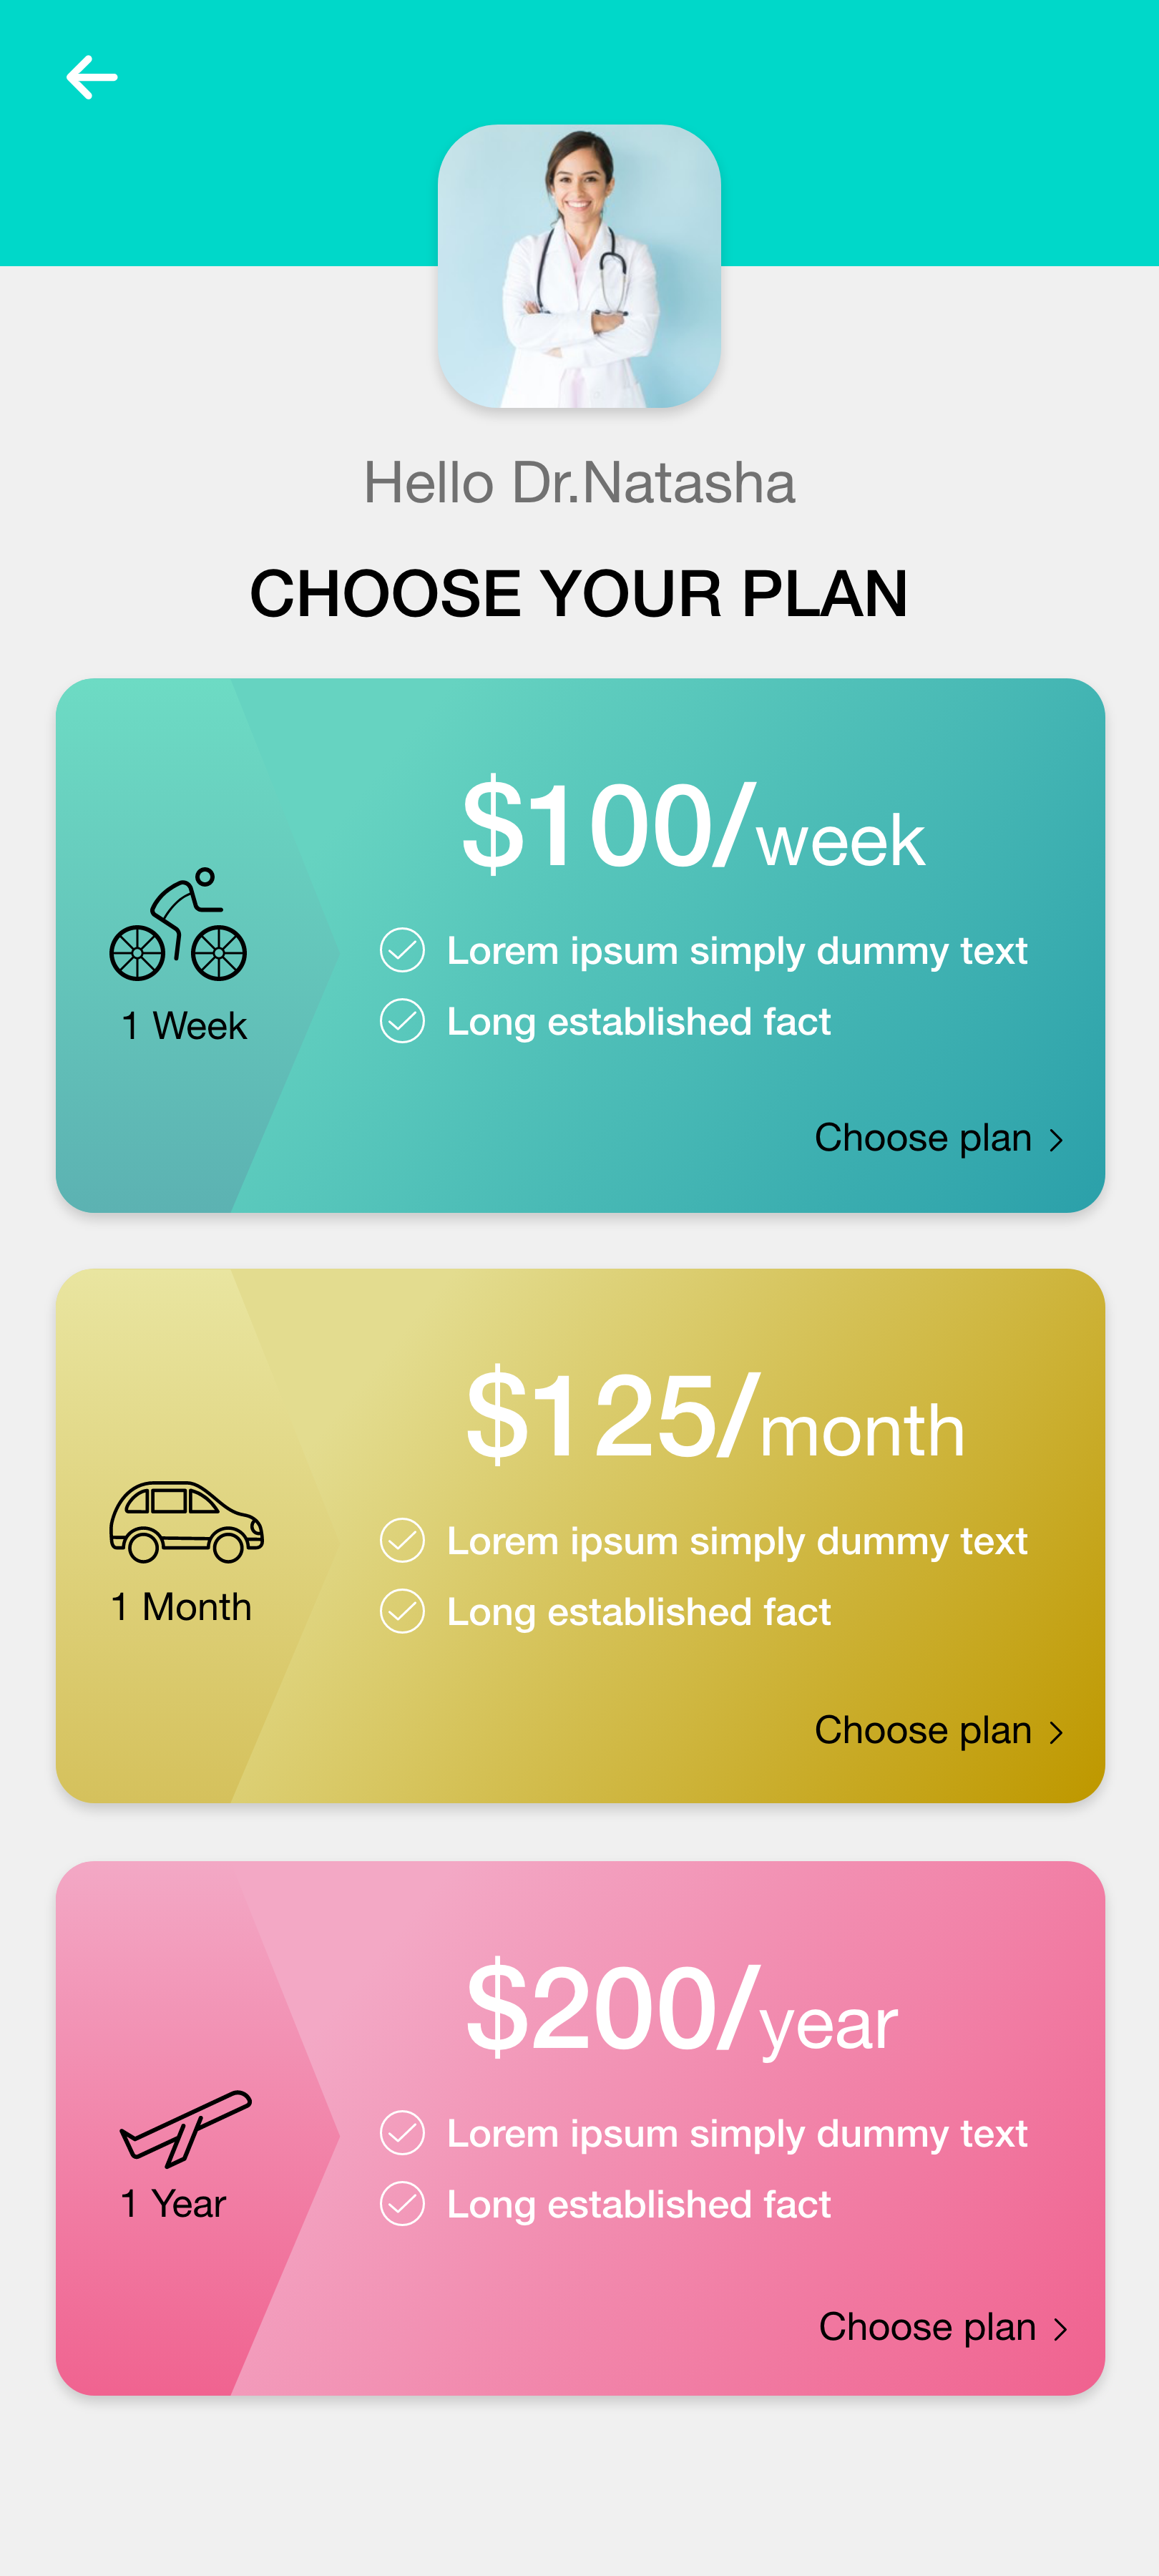 Hello Dr.Natasha
CHOOSE YOUR PLAN
$100/week
Lorem ipsum simply dummy text
Long established fact
1 Week
Choose plan
$125/month
Lorem ipsum simply dummy text
Long established fact
1 Month
Choose plan
$200/year
Lorem ipsum simply dummy text
Long established fact
1 Year
Choose plan